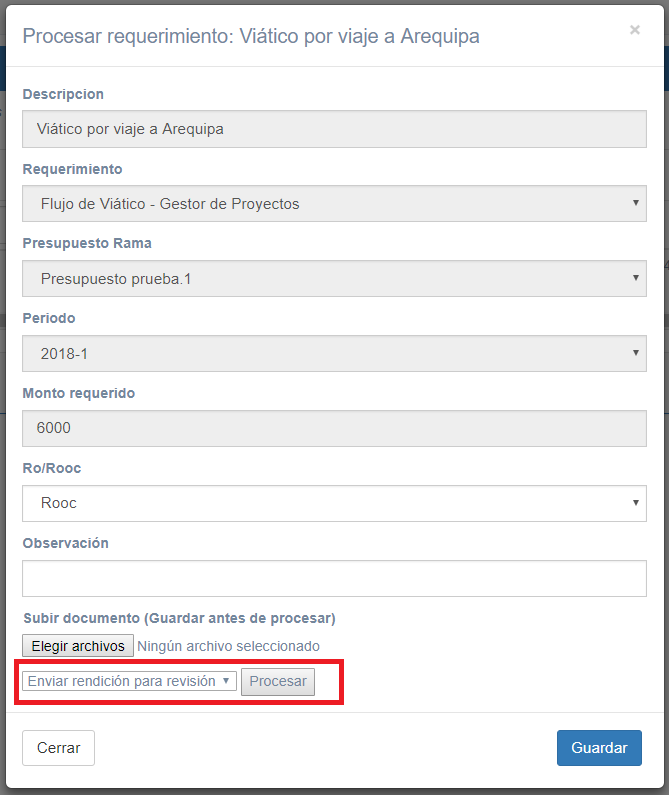 Procesar requerimiento: Viático por viaje a Arequipa
×
Descripcion
Viático por viaje a Arequipa
Requerimiento
Flujo de Viático - Gestor de Proyectos
Presupuesto Rama
Presupuesto prueba.1
Periodo
2018-1
Monto requerido
6000
Ro/Rooc
Rooc
Observación
Subir documento (Guardar antes de procesar)
Elegir archivos Ningún archivo seleccionado
Enviar rendición para revisión Procesar
Cerrar Guardar